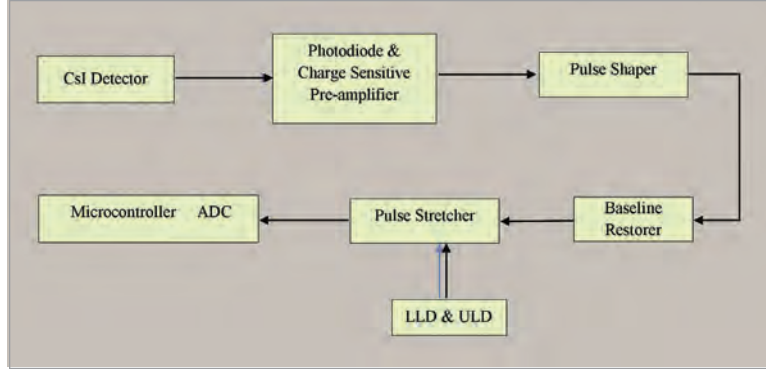 CsI Detector
Photodiode &
Charge Sensitive
Pre-amplifier
Pulse Shaper
Microcontroller ADC
Pulse Stretcher
Baseline
Restorer
LLD & ULD